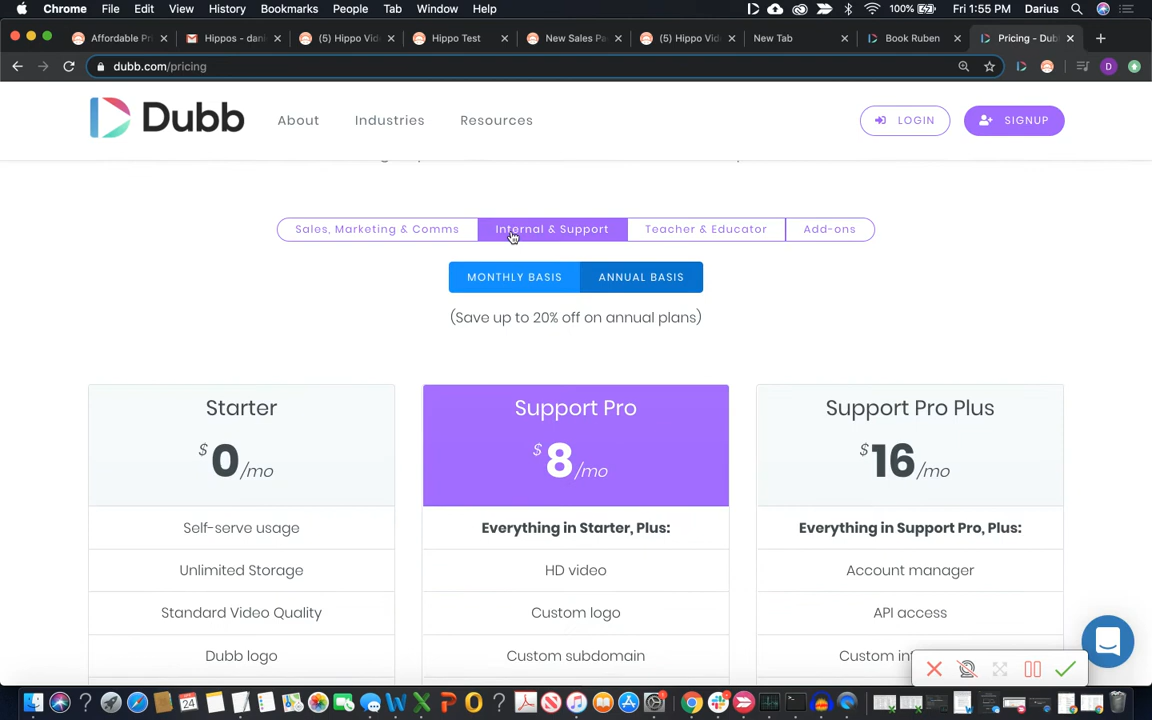 Chrome File Edit View History Bookmarks People Tab Window Help 100% Fri 1:55 PM Darius
Affordable Pri Hippos - dani (5) Hippo Vide Hippo Test New Sales Pa (5) Hippo Vide New Tab Book Ruben Pricing - Dubb
dubb.com/pricing
Dubb About Industries Resources LOGIN SIGNUP
Sales, Marketing & Comms Internal & Support Teacher & Educator Add-ons
MONTHLY BASIS ANNUAL BASIS
(Save up to 20% off on annual plans)
Starter Support Pro Support Pro Plus
$0/mo $8/mo $16/mo
Self-serve usage Everything in Starter, Plus: Everything in Support Pro, Plus:
Unlimited Storage HD video Account manager
Standard Video Quality Custom logo API access
Dubb logo Custom subdomain Custom in